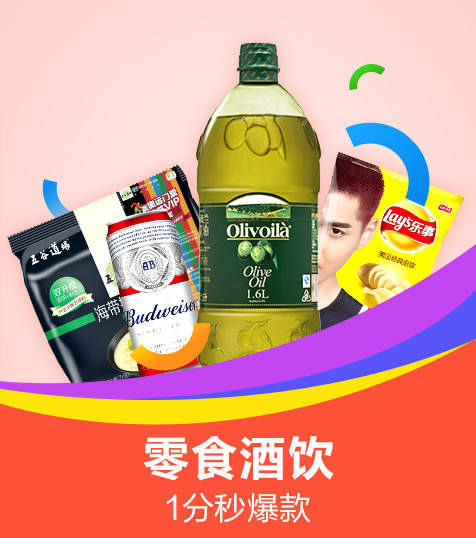 Olivoilà
Olive
Oil
1.6L
五谷道场
双升级
海带
VIP
Budweiser
Lay's乐事
零食酒饮
1分秒爆款